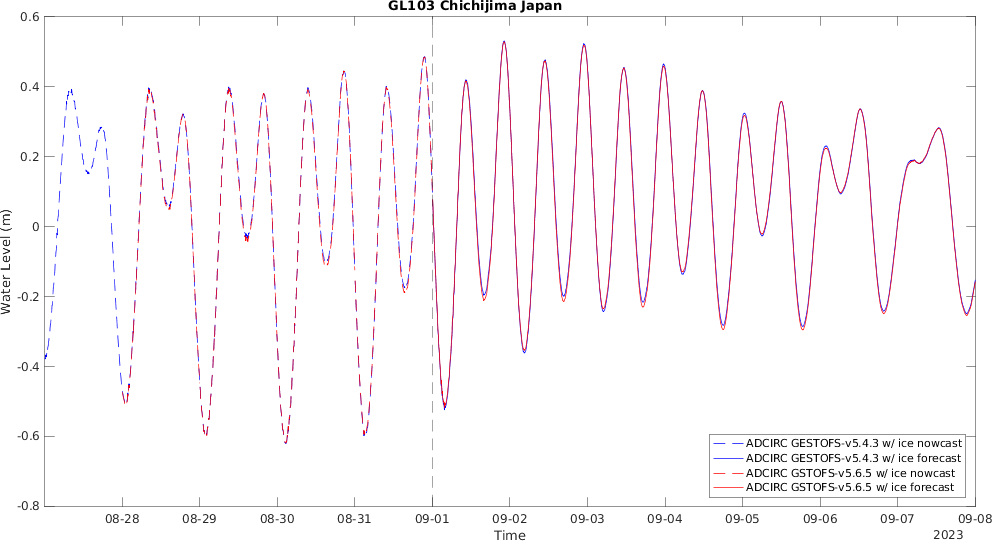 GL103 Chichijima Japan
0.6
0.4
0.2
0
-0.2
-0.4
-0.6
-0.8
Water Level (m)
ADCIRC GESTOFS-v5.4.3 w/ ice nowcast
ADCIRC GESTOFS-v5.4.3 w/ ice forecast
ADCIRC GSTOFS-v5.6.5 w/ ice nowcast
ADCIRC GSTOFS-v5.6.5 w/ ice forecast
08-28 08-29 08-30 08-31 09-01 09-02 09-03 09-04 09-05 09-06 09-07 09-08
Time
2023